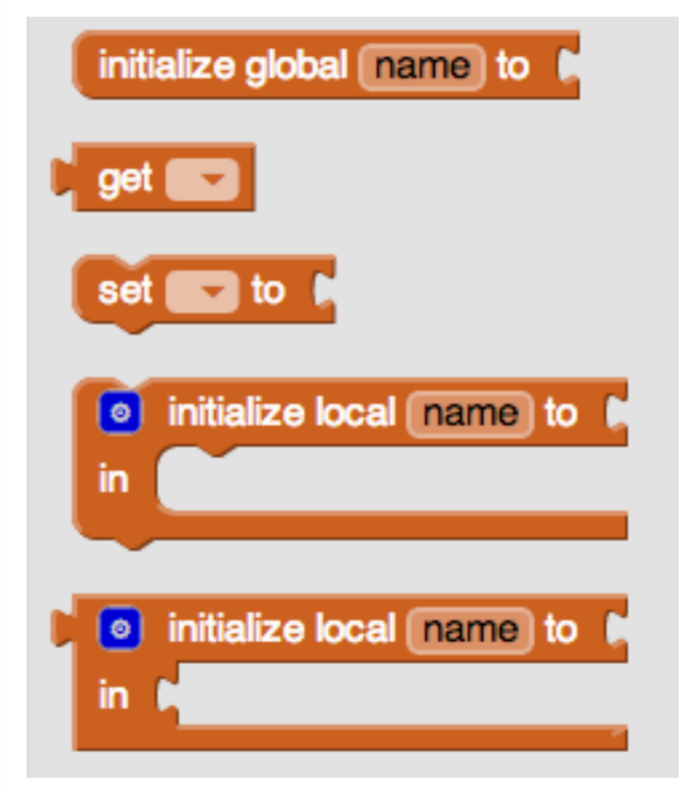 initialize global name to
get
set to
initialize local name to
in
initialize local name to
in